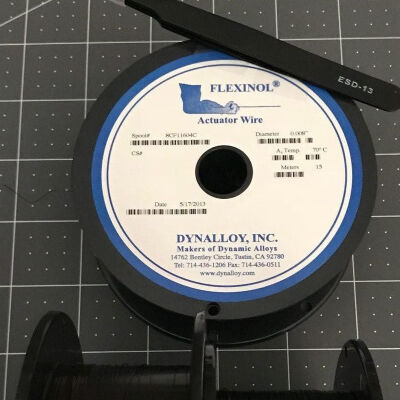 FLEXINOL®
Actuator Wire
Spool# 8CF11604C Diameter 0.008"
CS# As Temp. 70° C
Meters 15
Date 5/17/2013
DYNALLOY, INC.
Makers of Dynamic Alloys
14762 Bentley Circle, Tustin, CA 92780
Tel: 714-436-1206 Fax: 714-436-0511
www.dynalloy.com
ESD-13